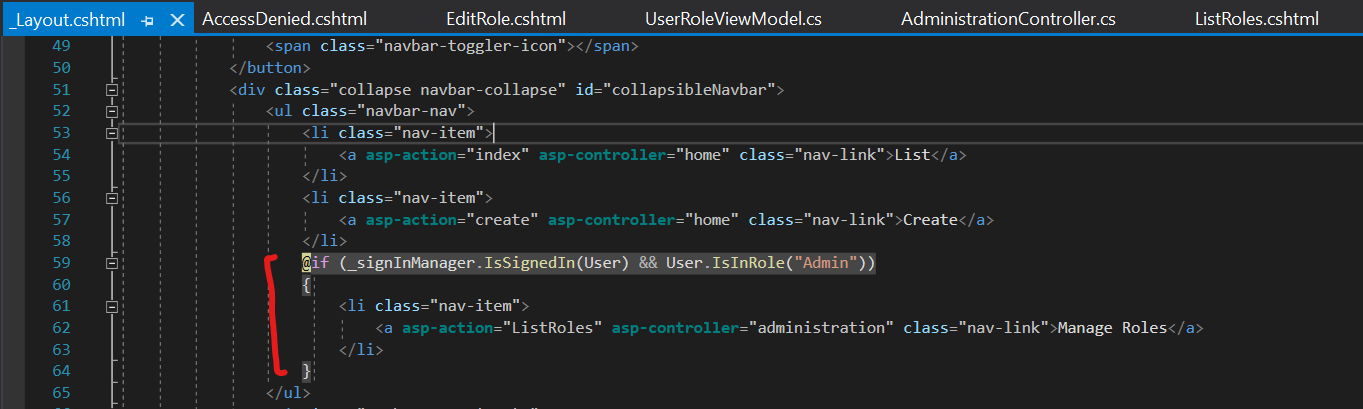 _Layout.cshtml AccessDenied.cshtml EditRole.cshtml UserRoleViewModel.cs AdministrationController.cs ListRoles.cshtml
49 <span class="navbar-toggler-icon"></span>
50 </button>
51 <div class="collapse navbar-collapse" id="collapsibleNavbar">
52 <ul class="navbar-nav">
53 <li class="nav-item">
54 <a asp-action="index" asp-controller="home" class="nav-link">List</a>
55 </li>
56 <li class="nav-item">
57 <a asp-action="create" asp-controller="home" class="nav-link">Create</a>
58 </li>
59 @if (_signInManager.IsSignedIn(User) && User.IsInRole("Admin"))
60 {
61 <li class="nav-item">
62 <a asp-action="ListRoles" asp-controller="administration" class="nav-link">Manage Roles</a>
63 </li>
64 }
65 </ul>